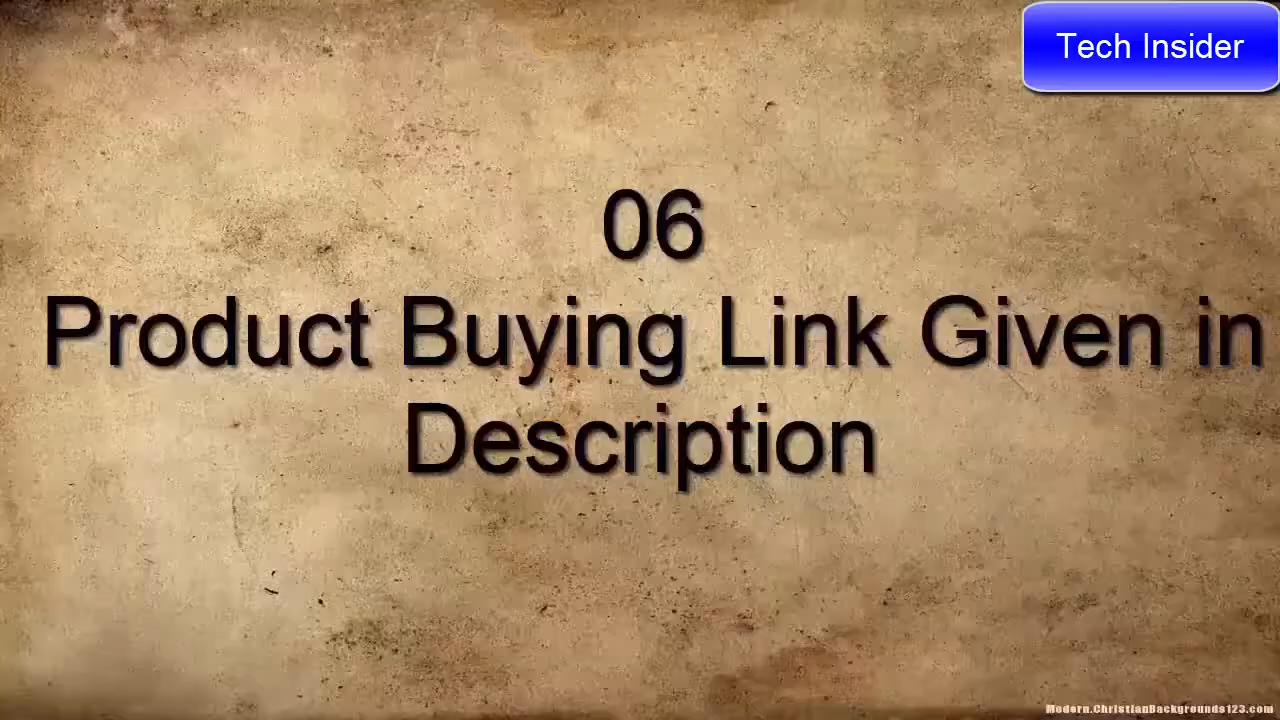 Tech Insider
06
Product Buying Link Given in
Description
Modern.ChristianBackgrounds123.com